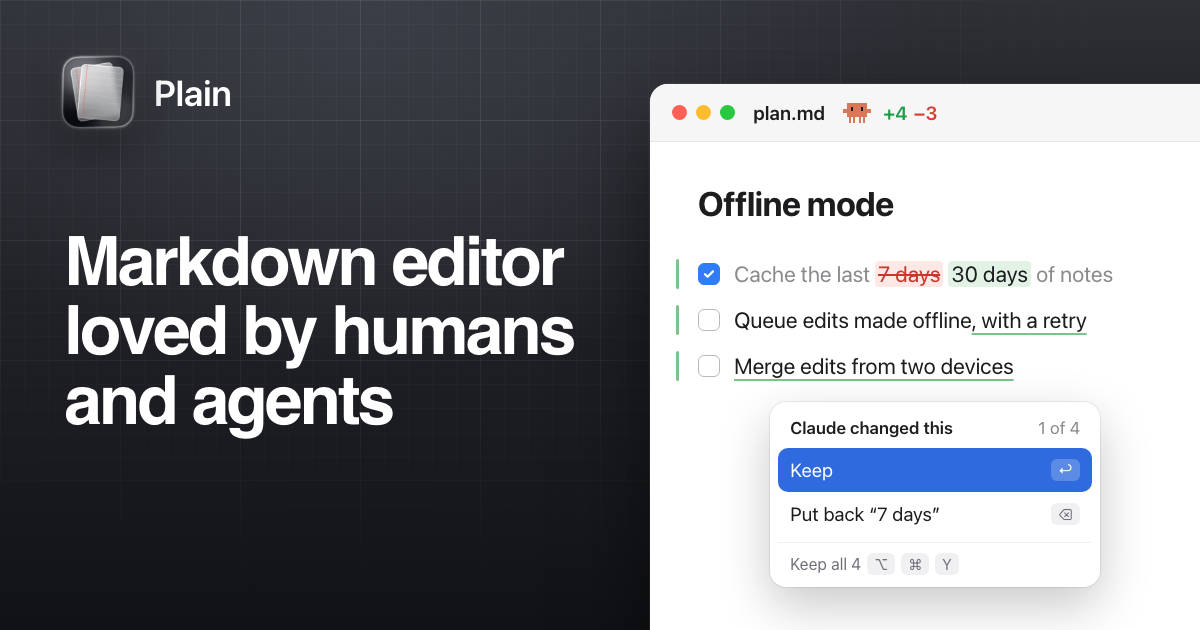 Plain
Markdown editor
loved by humans
and agents
plan.md +4 −3
Offline mode
Cache the last 7 days 30 days of notes
Queue edits made offline, with a retry
Merge edits from two devices
Claude changed this 1 of 4
Keep ↩
Put back “7 days” ⌫
Keep all 4 ⌥ ⌘ Y